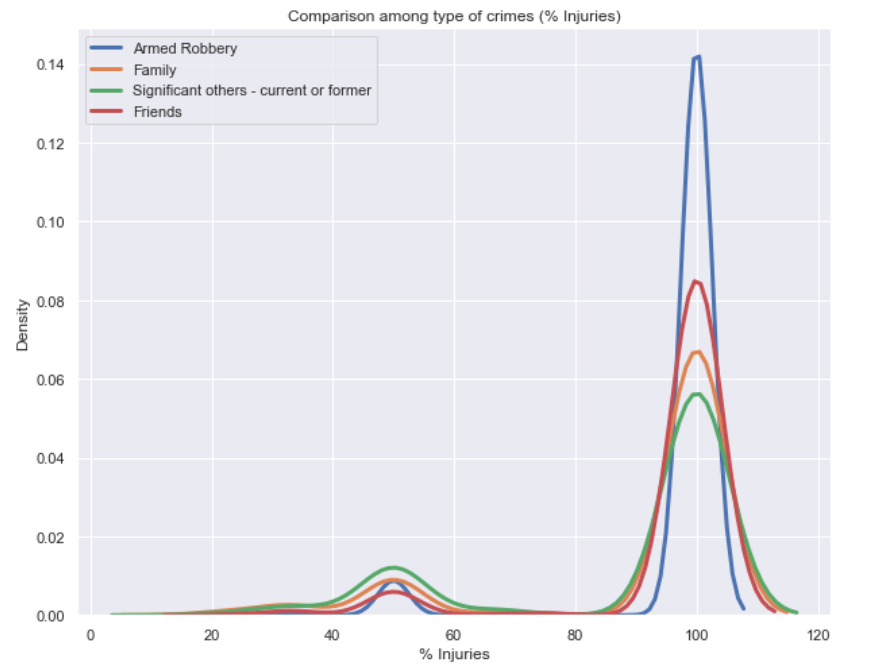 Comparison among type of crimes (% Injuries)
Armed Robbery
Family
Significant others - current or former
Friends
0.14
0.12
0.10
0.08
0.06
0.04
0.02
0.00
Density
0 20 40 60 80 100 120
% Injuries